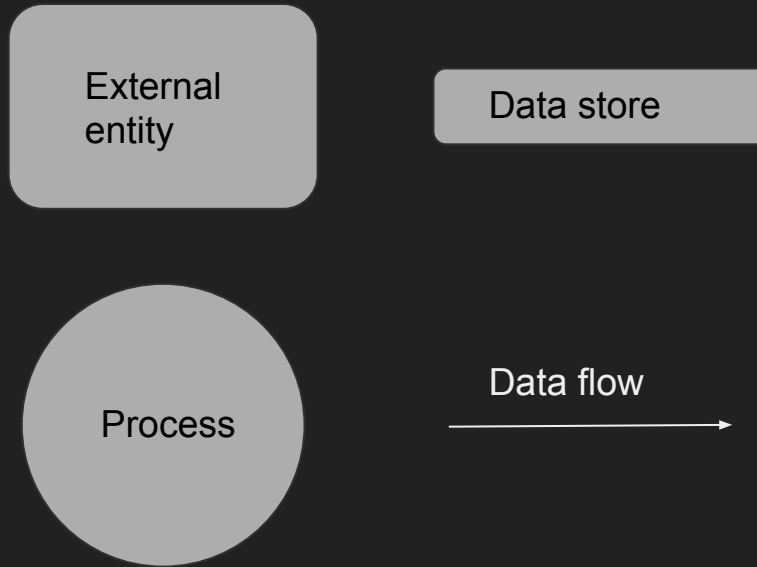 External
entity
Data store
Process
Data flow